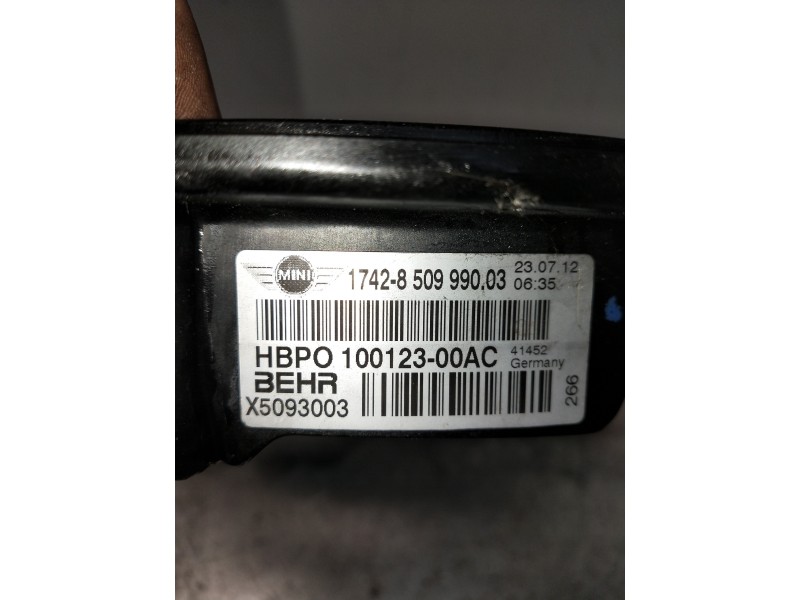 MINI 1742-8 509 990.03 23.07.12
06:35
HBPO 100123-00AC 41452
Germany
BEHR
X5093003
266